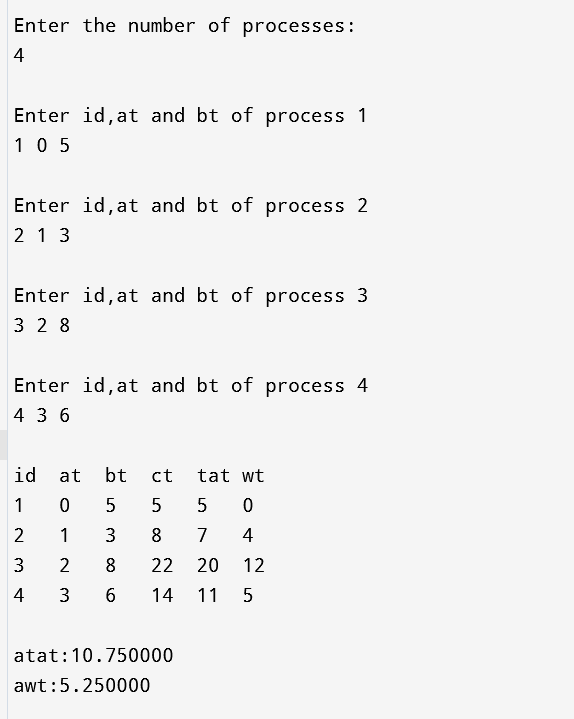 Enter the number of processes:
4
Enter id,at and bt of process 1
1 0 5
Enter id,at and bt of process 2
2 1 3
Enter id,at and bt of process 3
3 2 8
Enter id,at and bt of process 4
4 3 6
id at bt ct tat wt
1 0 5 5 5 0
2 1 3 8 7 4
3 2 8 22 20 12
4 3 6 14 11 5
atat:10.750000
awt:5.250000